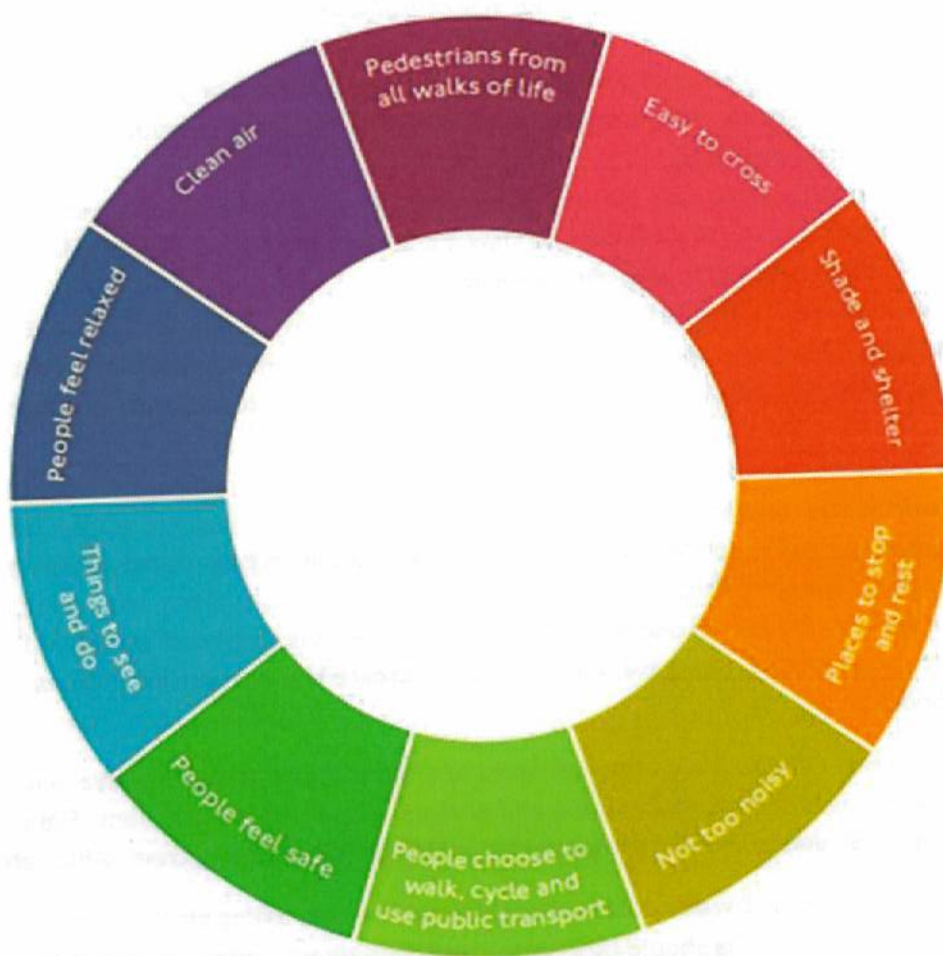 Pedestrians from
all walks of life
Easy to cross
Shade and shelter
Places to stop
and rest
Not too noisy
People choose to
walk, cycle and
use public transport
People feel safe
Things to see
and do
People feel relaxed
Clean air